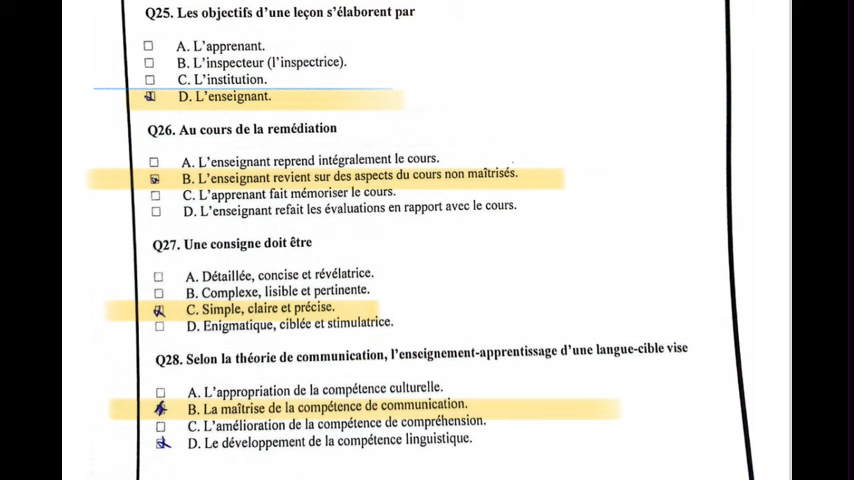 Q25. Les objectifs d'une leçon s'élaborent par
A. L'apprenant.
B. L'inspecteur (l'inspectrice).
C. L'institution.
D. L'enseignant.
Q26. Au cours de la remédiation
A. L'enseignant reprend intégralement le cours.
B. L'enseignant revient sur des aspects du cours non maîtrisés.
C. L'apprenant fait mémoriser le cours.
D. L'enseignant refait les évaluations en rapport avec le cours.
Q27. Une consigne doit être
A. Détaillée, concise et révélatrice.
B. Complexe, lisible et pertinente.
C. Simple, claire et précise.
D. Enigmatique, ciblée et stimulatrice.
Q28. Selon la théorie de communication, l'enseignement-apprentissage d'une langue-cible vise
A. L'appropriation de la compétence culturelle.
B. La maîtrise de la compétence de communication.
C. L'amélioration de la compétence de compréhension.
D. Le développement de la compétence linguistique.